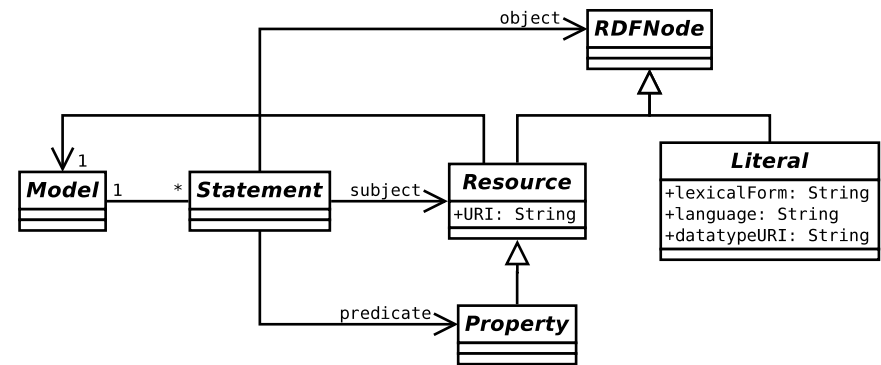 object
RDFNode
1
Model
1
*
Statement
subject
Resource
+URI: String
Literal
+lexicalForm: String
+language: String
+datatypeURI: String
predicate
Property